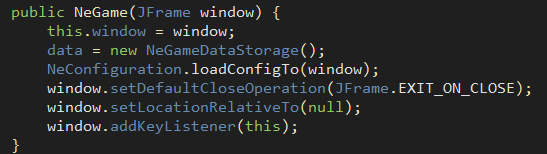 public NeGame(JFrame window) {
    this.window = window;
    data = new NeGameDataStorage();
    NeConfiguration.loadConfigTo(window);
    window.setDefaultCloseOperation(JFrame.EXIT_ON_CLOSE);
    window.setLocationRelativeTo(null);
    window.addKeyListener(this);
}